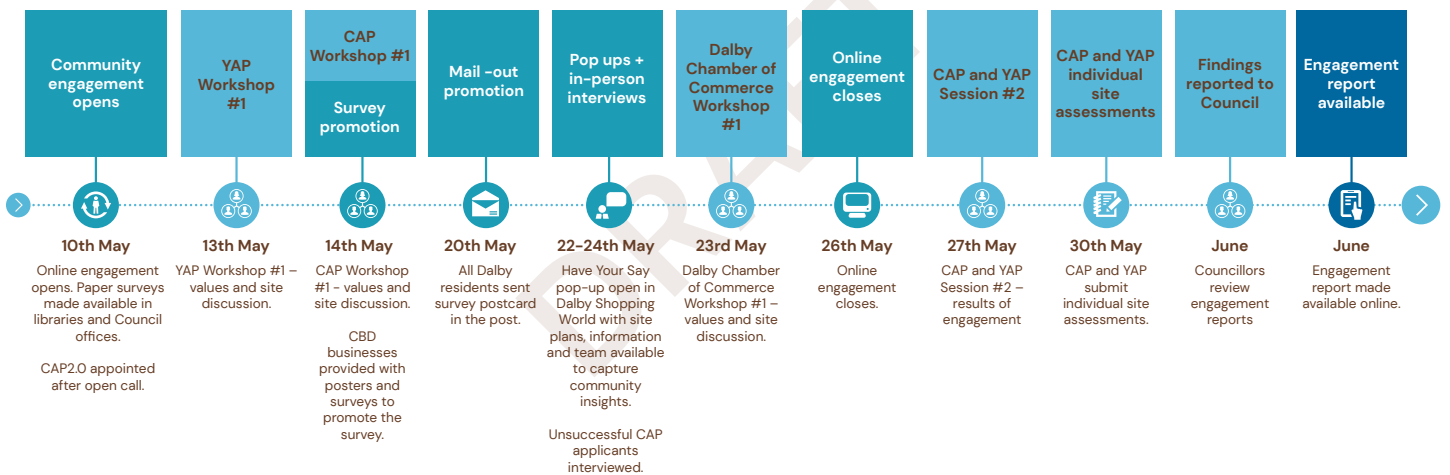 Community
engagement
opens
YAP
Workshop
#1
CAP
Workshop #1
Survey
promotion
Mail -out
promotion
Pop ups +
in-person
interviews
Dalby
Chamber of
Commerce
Workshop
#1
Online
engagement
closes
CAP and YAP
Session #2
CAP and YAP
individual
site
assessments
Findings
reported to
Council
Engagement
report
available
10th May
Online engagement
opens. Paper surveys
made available in
libraries and Council
offices.
CAP2.0 appointed
after open call.
13th May
YAP Workshop #1 –
values and site
discussion.
14th May
CAP Workshop
#1 - values and
site discussion.
CBD
businesses
provided with
posters and
surveys to
promote the
survey.
20th May
All Dalby
residents sent
survey postcard
in the post.
22-24th May
Have Your Say
pop-up open in
Dalby Shopping
World with site
plans, information
and team available
to capture
community
insights.
Unsuccessful CAP
applicants
interviewed.
23rd May
Dalby Chamber
of Commerce
Workshop #1 –
values and site
discussion.
26th May
Online
engagement
closes.
27th May
CAP and YAP
Session #2 –
results of
engagement
30th May
CAP and YAP
submit
individual site
assessments.
June
Councillors
review
engagement
reports
June
Engagement
report made
available online.
DRAFT